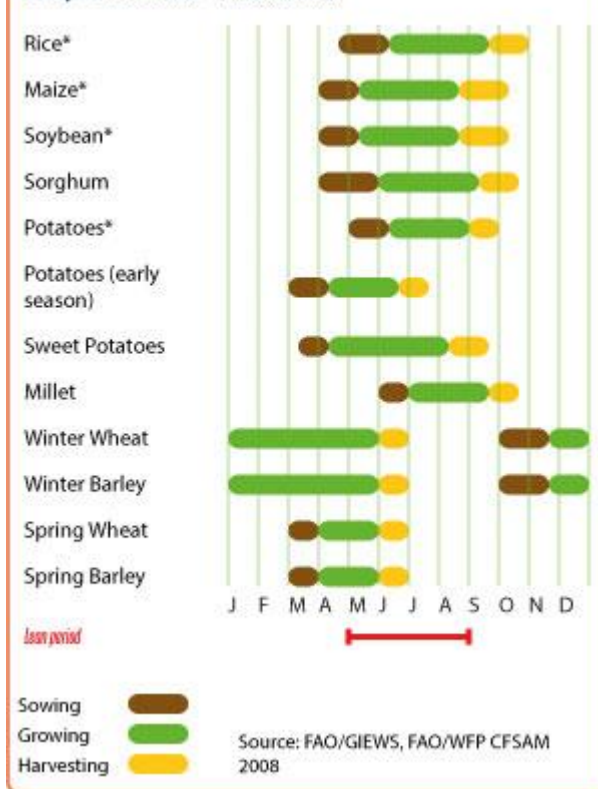 Rice*
Maize*
Soybean*
Sorghum
Potatoes*
Potatoes (early
season)
Sweet Potatoes
Millet
Winter Wheat
Winter Barley
Spring Wheat
Spring Barley
J F M A M J J A S O N D
Lean period
Sowing
Growing
Harvesting
Source: FAO/GIEWS, FAO/WFP CFSAM
2008